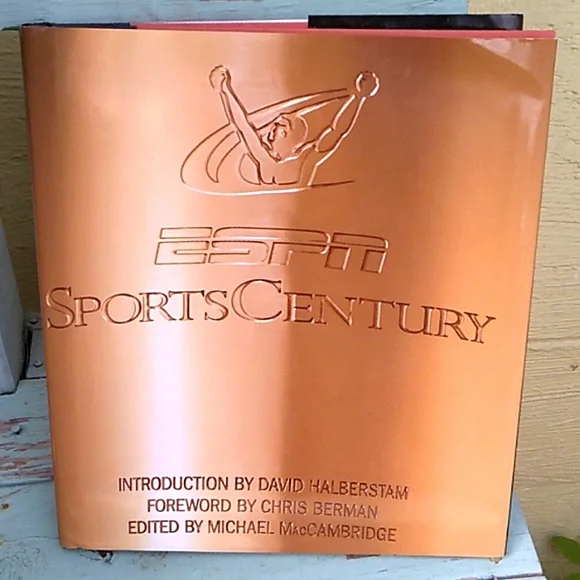 ESPN
SPORTSCENTURY
INTRODUCTION BY DAVID HALBERSTAM
FOREWORD BY CHRIS BERMAN
EDITED BY MICHAEL MACCAMBRIDGE